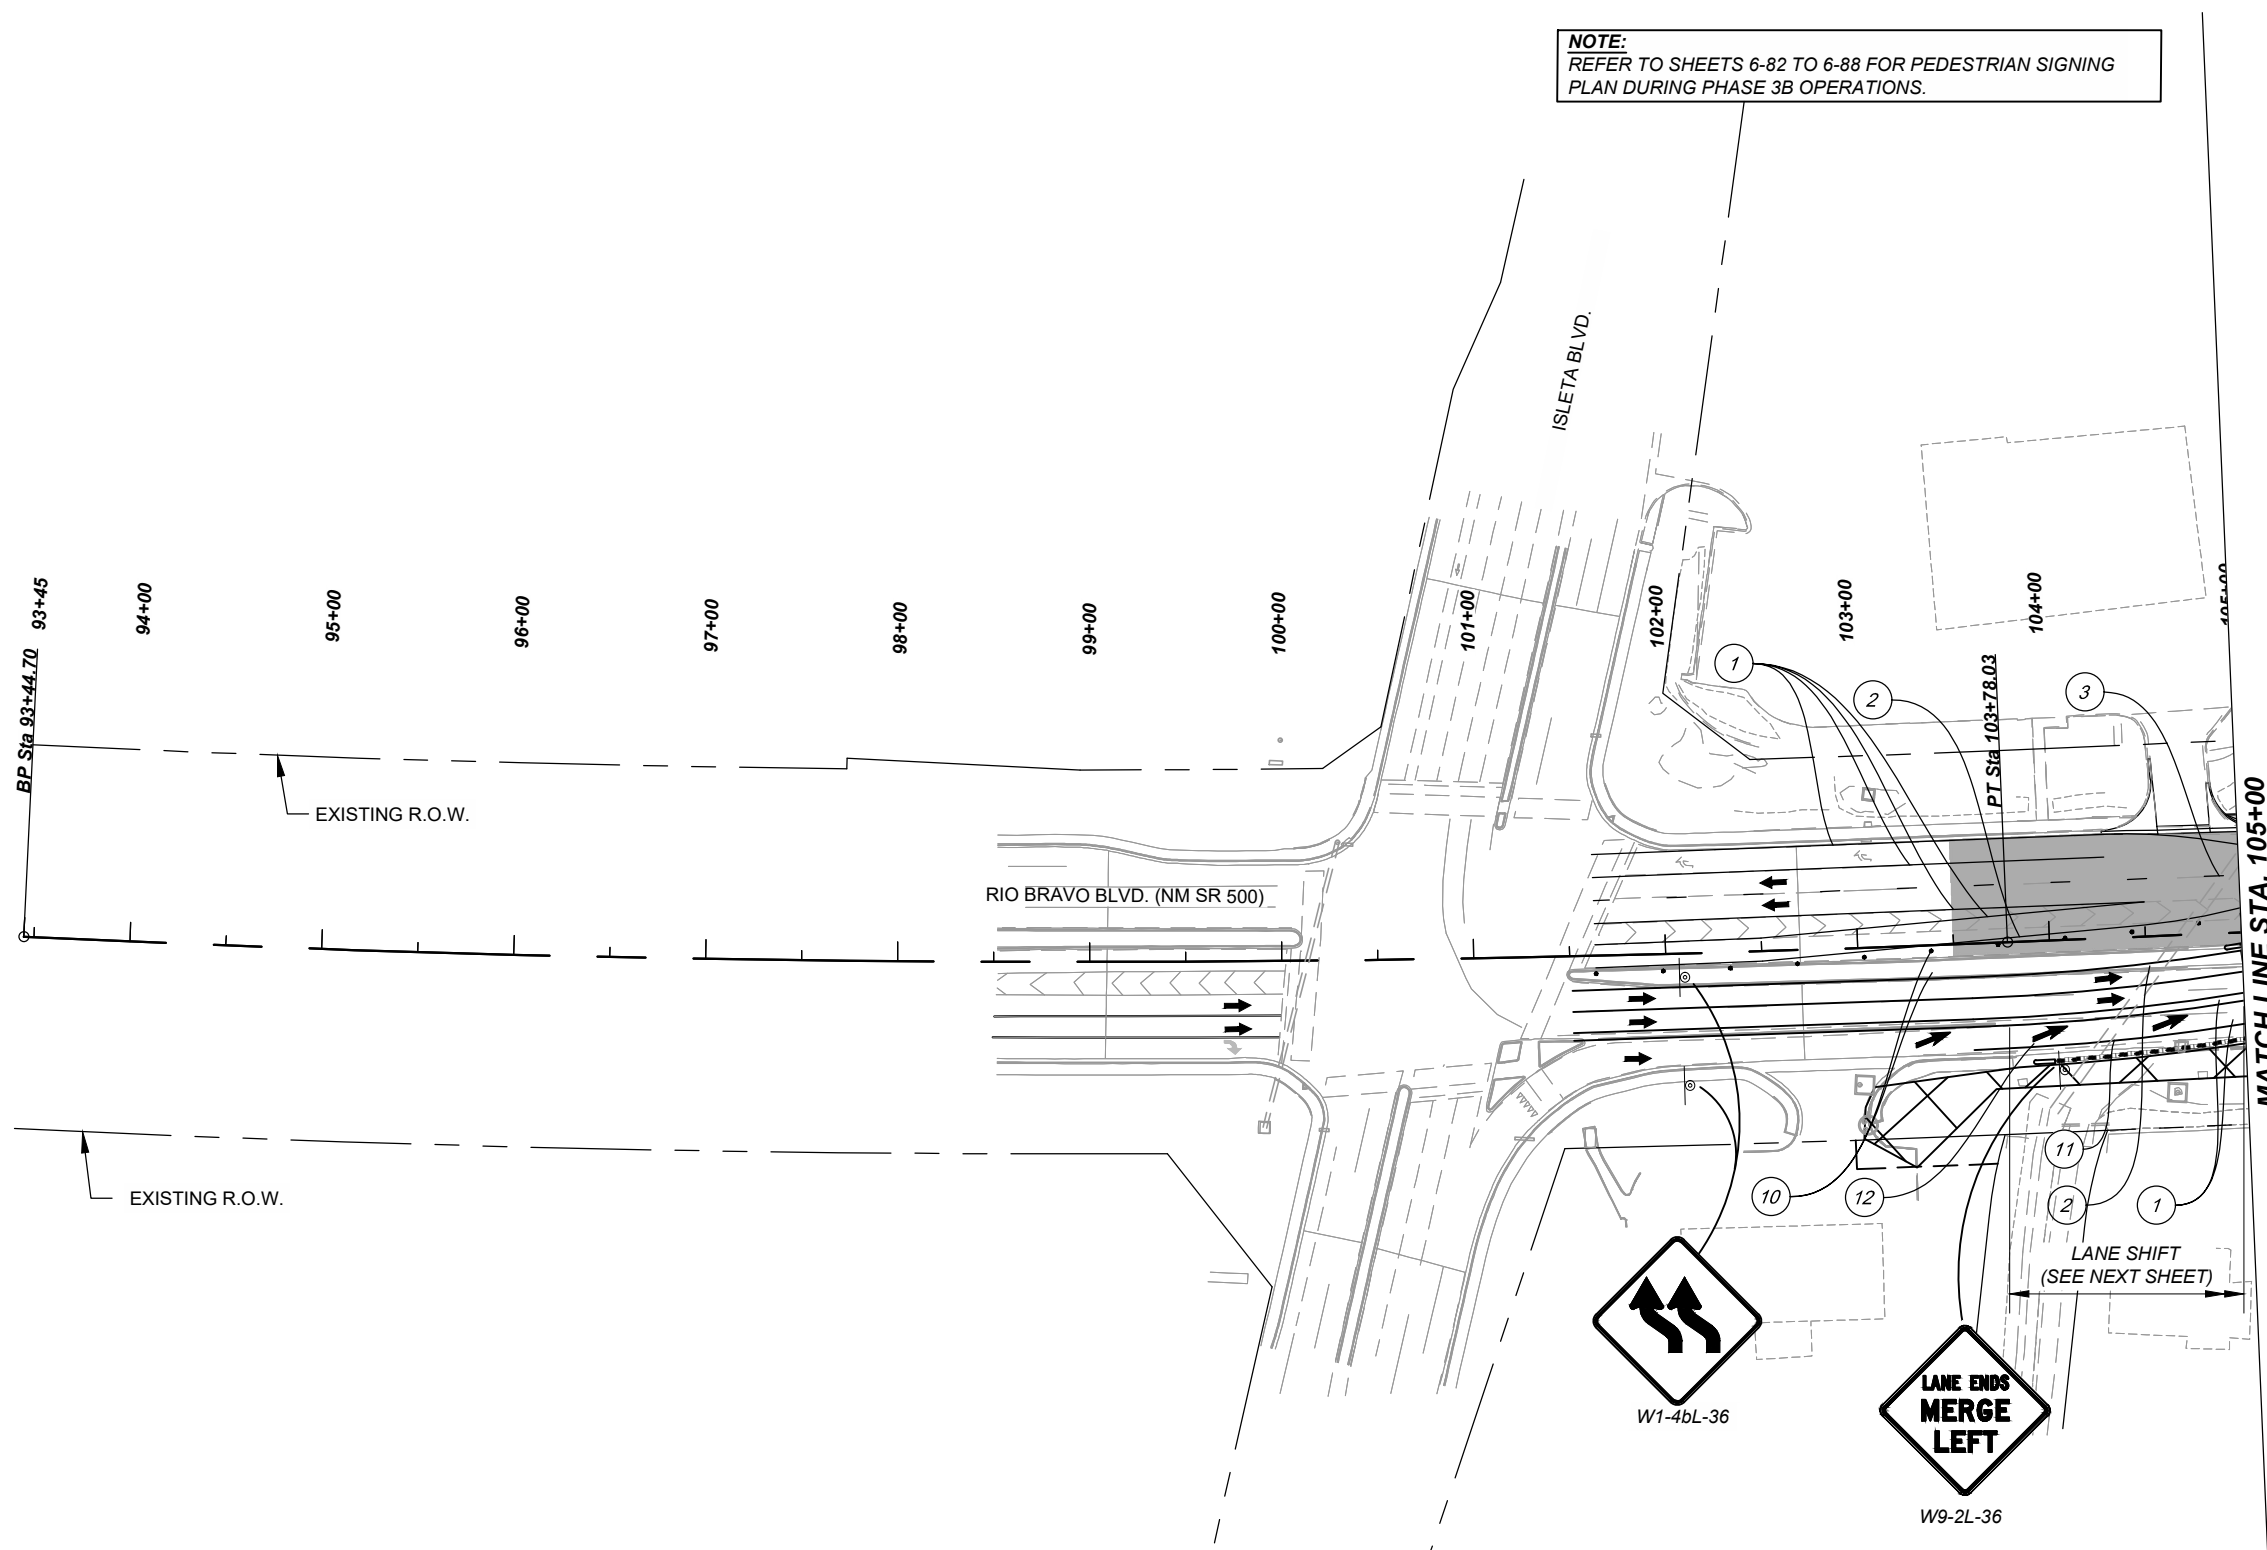 NOTE:
REFER TO SHEETS 6-82 TO 6-88 FOR PEDESTRIAN SIGNING
PLAN DURING PHASE 3B OPERATIONS.
ISLETA BLVD.
93+45
94+00
95+00
96+00
97+00
98+00
99+00
100+00
101+00
102+00
103+00
104+00
105+00
BP Sta 93+44.70
PT Sta 103+78.03
1
2
3
EXISTING R.O.W.
RIO BRAVO BLVD. (NM SR 500)
MATCH LINE STA. 105+00
EXISTING R.O.W.
10
12
11
2
1
LANE SHIFT
(SEE NEXT SHEET)
W1-4bL-36
LANE ENDS
MERGE
LEFT
W9-2L-36